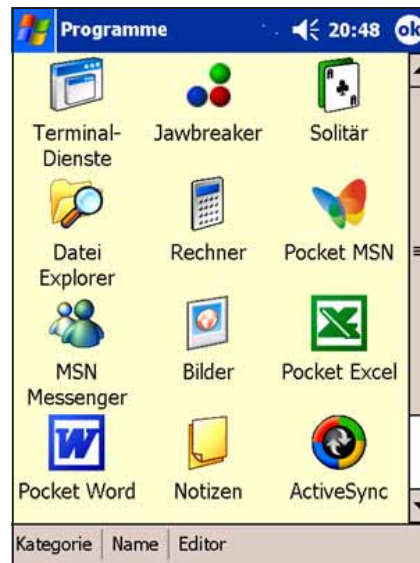 Programme 20:48 ok
Terminal-
Dienste
Jawbreaker
Solitär
Datei
Explorer
Rechner
Pocket MSN
MSN
Messenger
Bilder
Pocket Excel
Pocket Word
Notizen
ActiveSync
Kategorie Name Editor